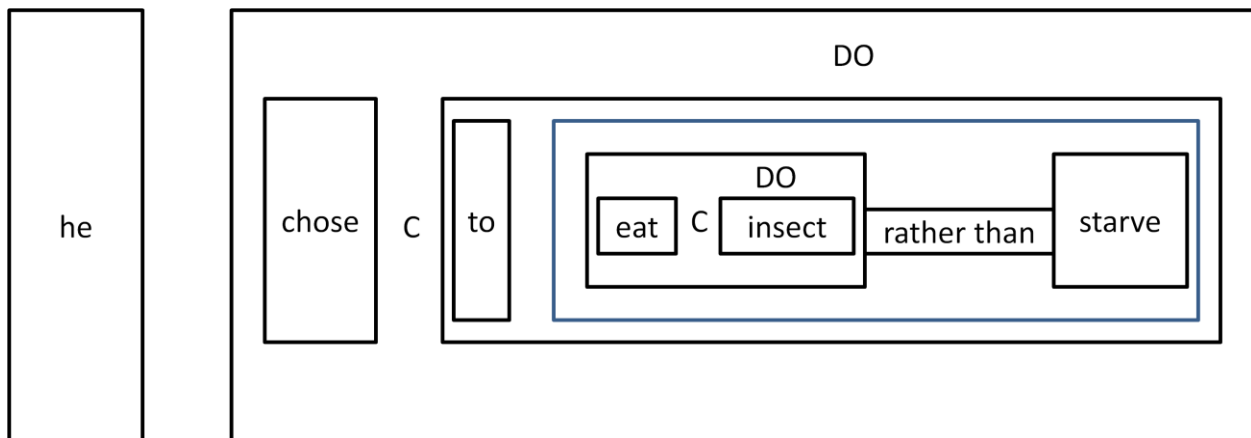 DO
DO
he
chose
C
to
eat
C
insect
rather than
starve